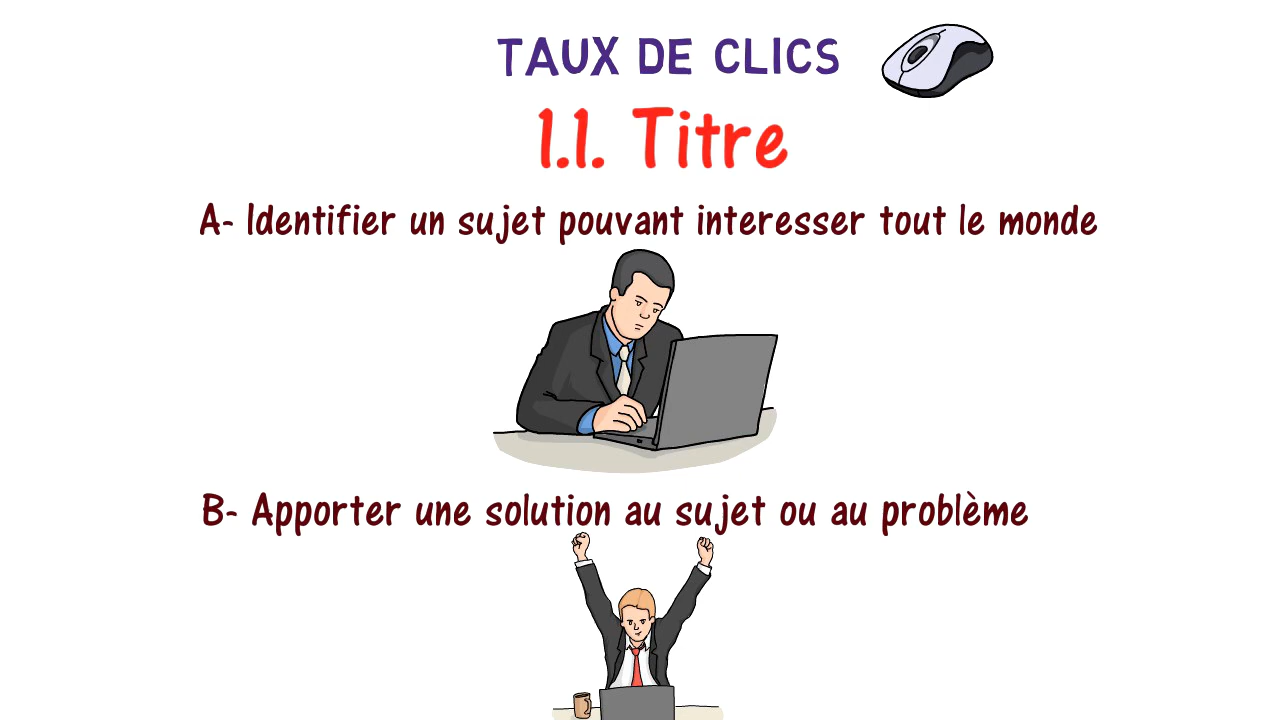 TAUX DE CLICS
1.1. Titre
A- Identifier un sujet pouvant interesser tout le monde
B- Apporter une solution au sujet ou au problème